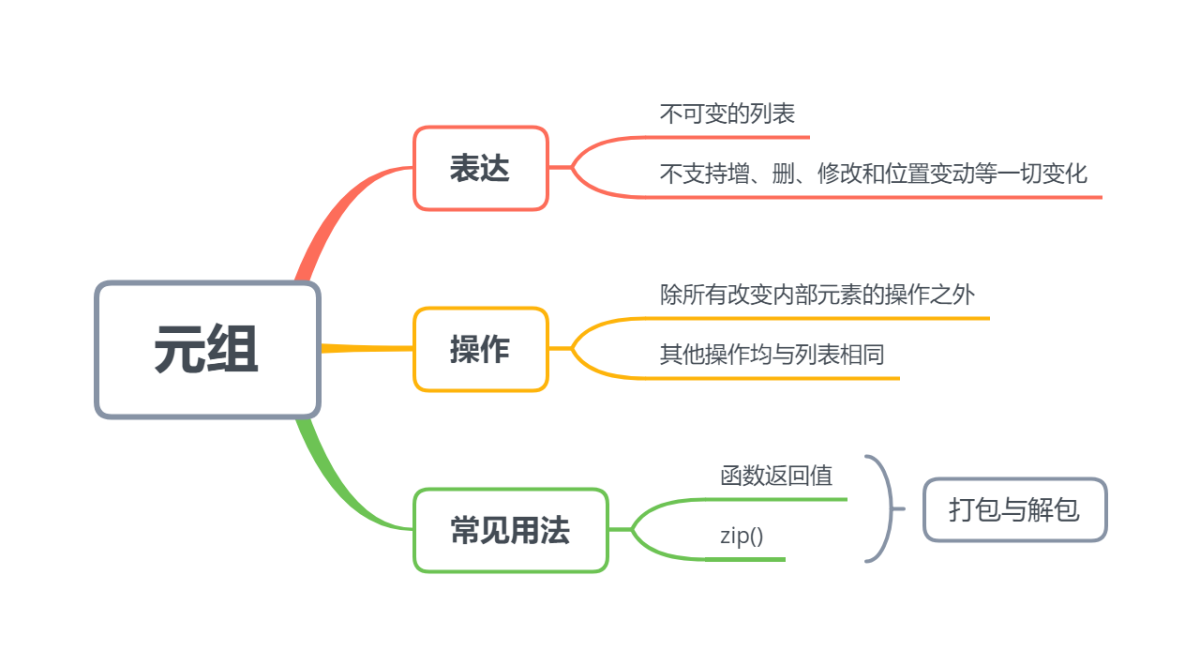 元组
表达
不可变的列表
不支持增、删、修改和位置变动等一切变化
操作
除所有改变内部元素的操作之外
其他操作均与列表相同
常见用法
函数返回值
zip()
打包与解包